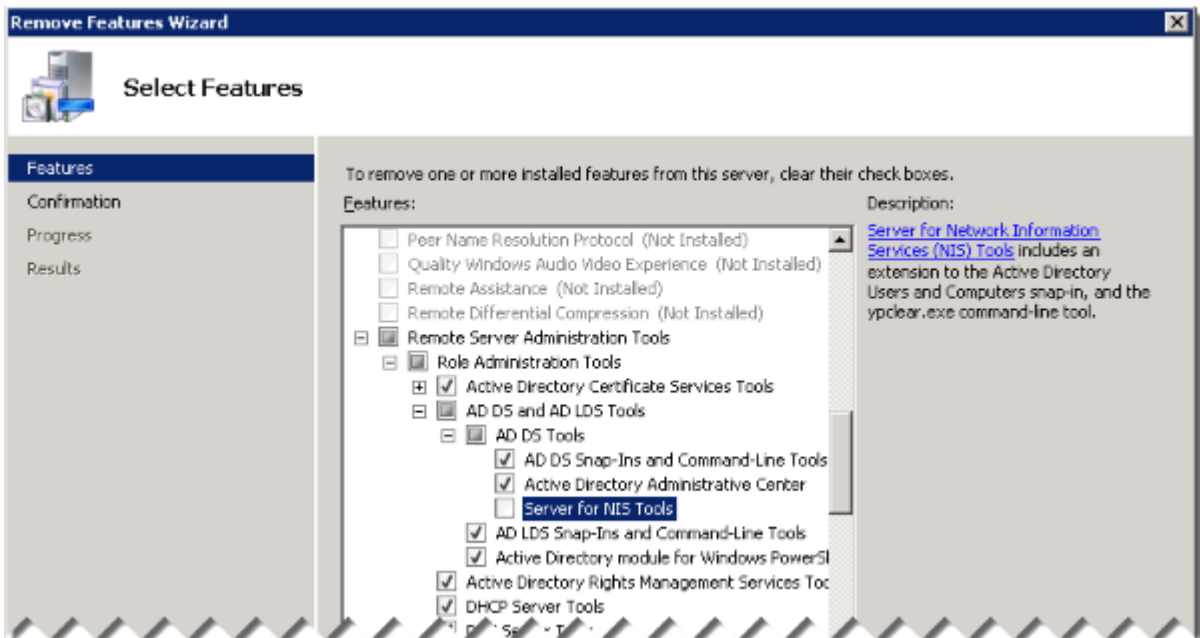 Remove Features Wizard
Select Features
Features
Confirmation
Progress
Results
To remove one or more installed features from this server, clear their check boxes.
Features:
Peer Name Resolution Protocol (Not Installed)
Quality Windows Audio Video Experience (Not Installed)
Remote Assistance (Not Installed)
Remote Differential Compression (Not Installed)
Remote Server Administration Tools
Role Administration Tools
Active Directory Certificate Services Tools
AD DS and AD LDS Tools
AD DS Tools
AD DS Snap-Ins and Command-Line Tools
Active Directory Administrative Center
Server for NIS Tools
AD LDS Snap-Ins and Command-Line Tools
Active Directory module for Windows PowerSl
Active Directory Rights Management Services Too
DHCP Server Tools
Description:
Server for Network Information
Services (NIS) Tools includes an
extension to the Active Directory
Users and Computers snap-in, and the
ypclear.exe command-line tool.